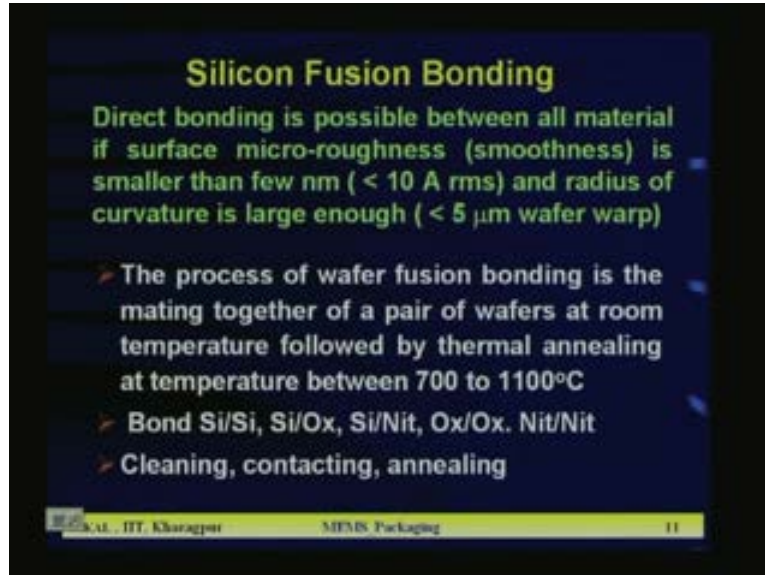 Silicon Fusion Bonding
Direct bonding is possible between all material
if surface micro-roughness (smoothness) is
smaller than few nm ( < 10 A rms) and radius of
curvature is large enough ( < 5 μm wafer warp)
The process of wafer fusion bonding is the
mating together of a pair of wafers at room
temperature followed by thermal annealing
at temperature between 700 to 1100°C
Bond Si/Si, Si/Ox, Si/Nit, Ox/Ox. Nit/Nit
Cleaning, contacting, annealing
IIT, Kharagpur MEMS Packaging 11